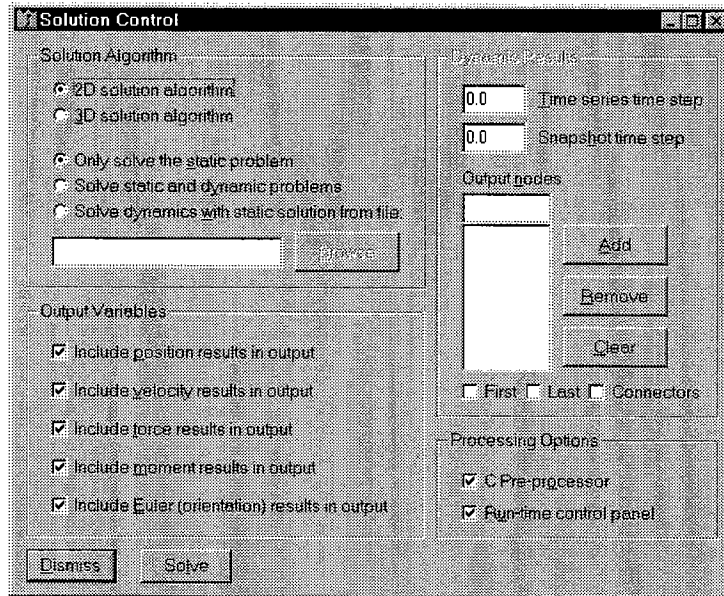 Solution Control
Solution Algorithm
2D solution algorithm
3D solution algorithm
Only solve the static problem
Solve static and dynamic problems
Solve dynamics with static solution from file:
Browse
Output Variables
Include position results in output
Include velocity results in output
Include force results in output
Include moment results in output
Include Euler (orientation) results in output
Dismiss
Solve
Dynamic Results
0.0 Time series time step
0.0 Snapshot time step
Output nodes
Add
Remove
Clear
First Last Connectors
Processing Options
C Pre-processor
Run-time control panel